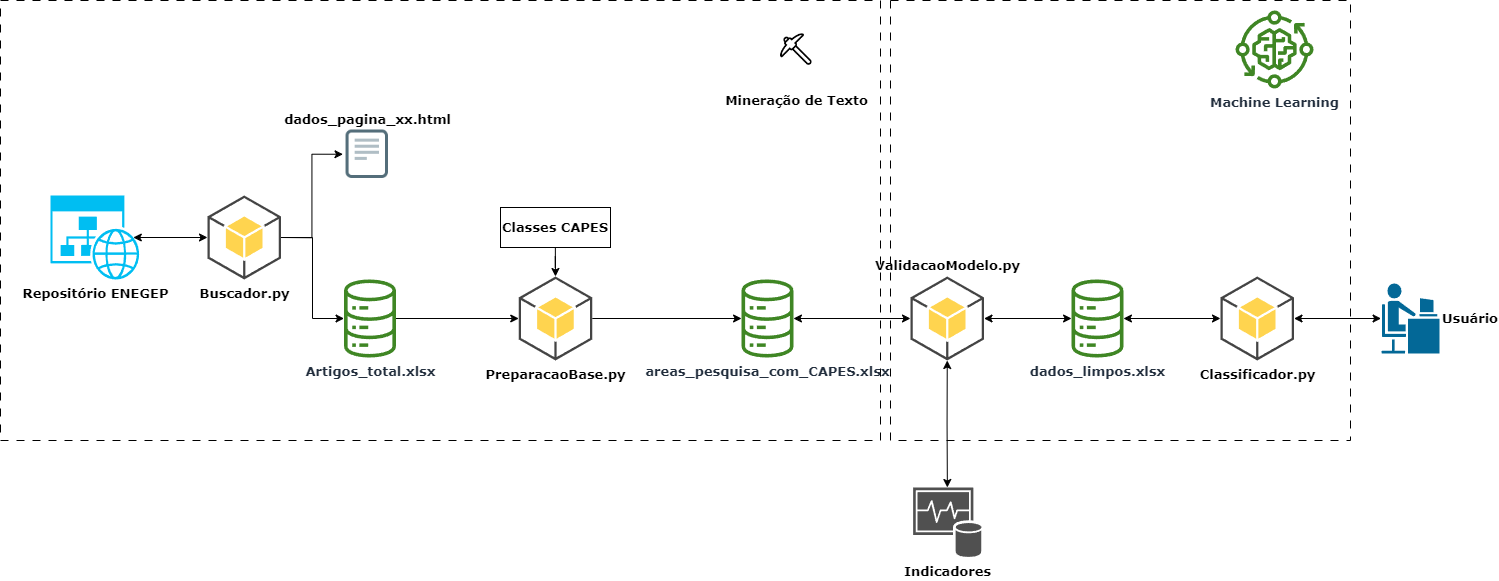 Mineração de Texto
Machine Learning
dados_pagina_xx.html
Classes CAPES
Repositório ENEGEP
Buscador.py
ValidacaoModelo.py
Usuário
Artigos_total.xlsx
PreparacaoBase.py
areas_pesquisa_com_CAPES.xlsx
dados_limpos.xlsx
Classificador.py
Indicadores